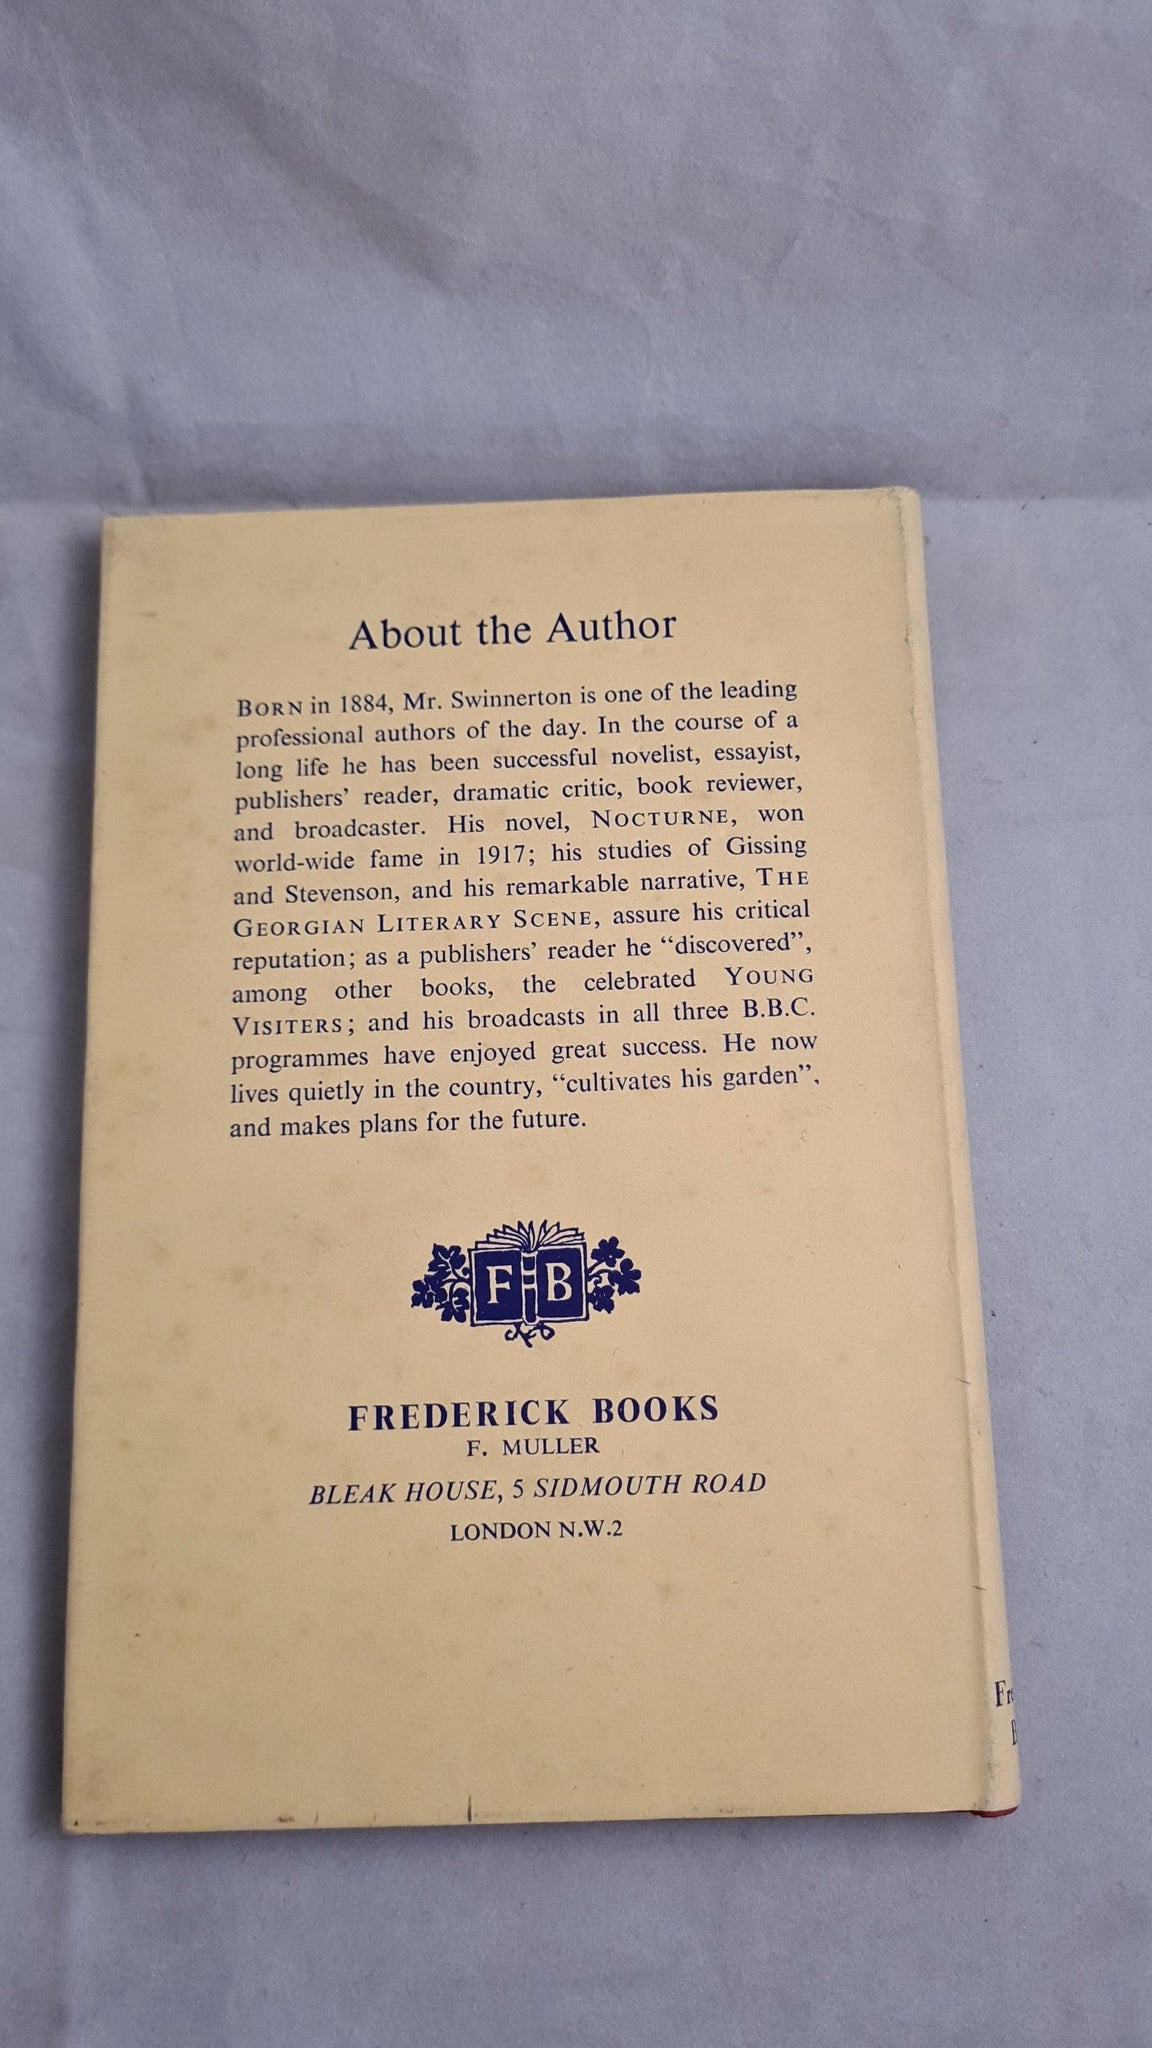 About the Author
BORN in 1884, Mr. Swinnerton is one of the leading
professional authors of the day. In the course of a
long life he has been successful novelist, essayist,
publishers' reader, dramatic critic, book reviewer,
and broadcaster. His novel, NOCTURNE, won
world-wide fame in 1917; his studies of Gissing
and Stevenson, and his remarkable narrative, THE
GEORGIAN LITERARY SCENE, assure his critical
reputation; as a publishers' reader he “discovered”,
among other books, the celebrated YOUNG
VISITERS; and his broadcasts in all three B.B.C.
programmes have enjoyed great success. He now
lives quietly in the country, “cultivates his garden”,
and makes plans for the future.
F B
FREDERICK BOOKS
F. MULLER
BLEAK HOUSE, 5 SIDMOUTH ROAD
LONDON N.W.2